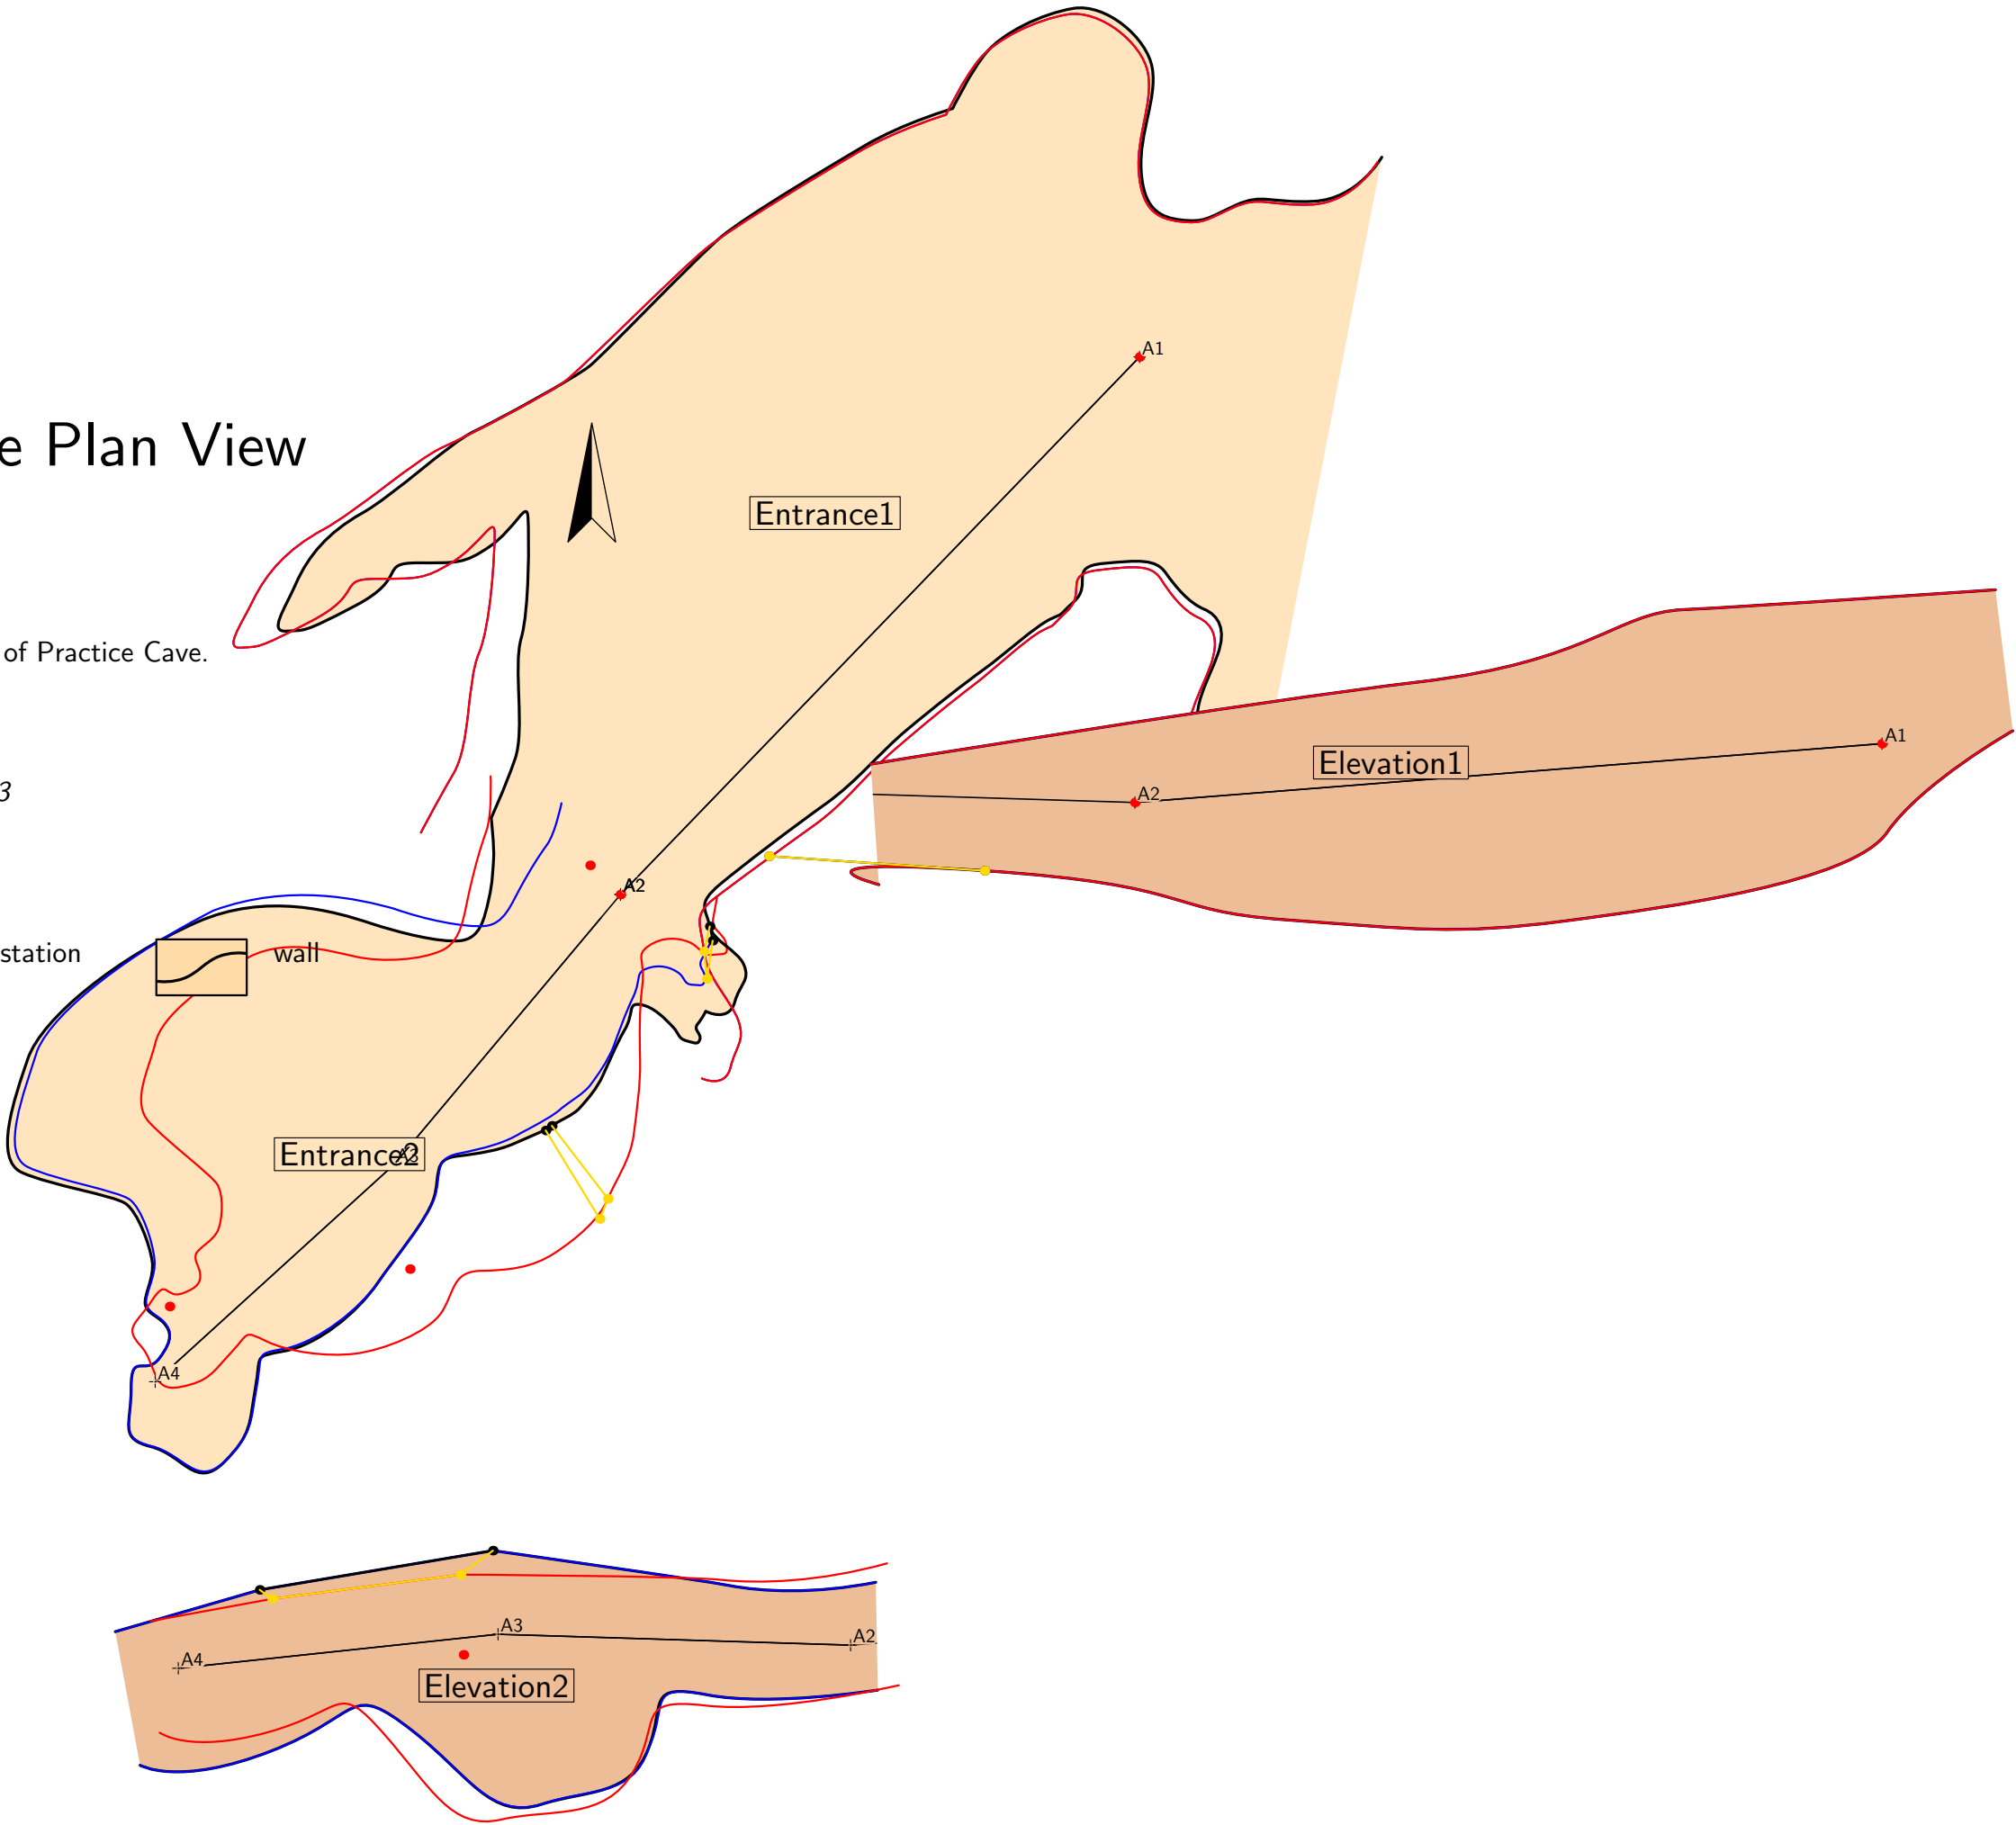 A1
e Plan View
Entrance1
of Practice Cave.
A1
Elevation1
3
A2
A2
station
wall
Entrance2
A3
A4
A3
A2
A4
Elevation2